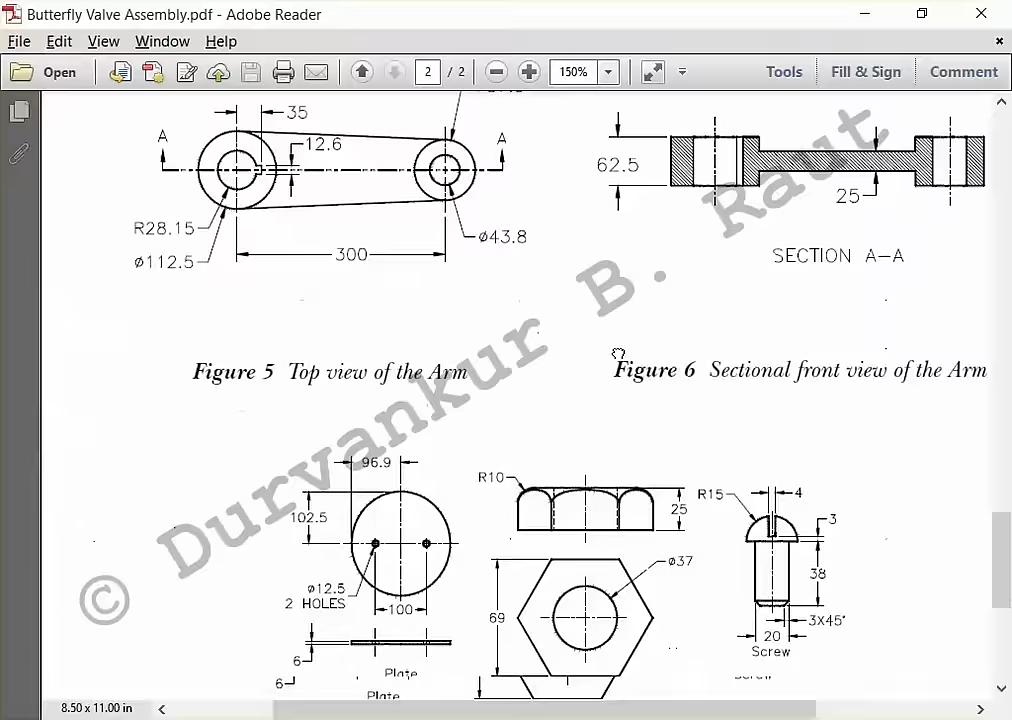 Butterfly Valve Assembly.pdf - Adobe Reader
File Edit View Window Help
Open 2 / 2 150% Tools Fill & Sign Comment
35
A A
12.6
R28.15
ø112.5
300
ø43.8
62.5
25
SECTION A-A
© Durvankur B. Raut
Figure 5 Top view of the Arm
Figure 6 Sectional front view of the Arm
96.9
102.5
ø12.5
2 HOLES
100
6
Plate
6
Plate
R10
25
ø37
69
R15
4
3
38
3X45°
20
Screw
8.50 x 11.00 in